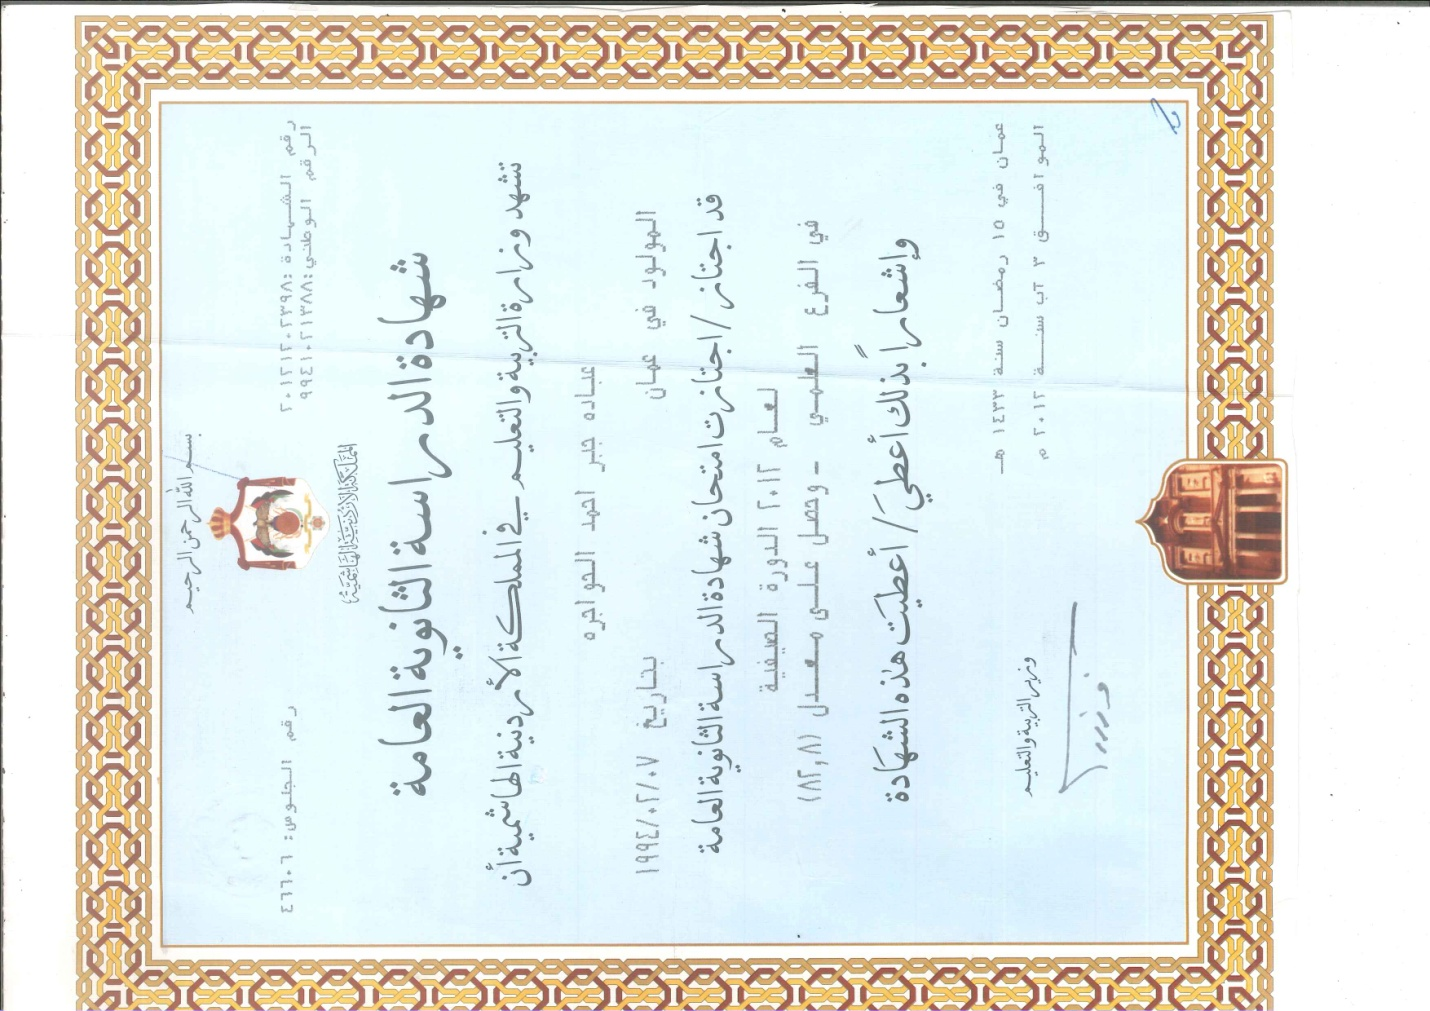 بسم الله الرحمن الرحيم
رقم الشهادة: ٢٠١٢١٢٠٢٣٩٨
الرقم الوطني: ٩٩٤١٠٢١٣٨٨
رقم الجلوس: ٤٦٦٠٦
المملكة الأردنية الهاشمية
شهادة الدراسة الثانوية العامة
تشهد وزارة التربية والتعليم في المملكة الأردنية الهاشمية أن
عباده جبر احمد الحواجره
المولود في عمان بتاريخ ١٩٩٤/٠٢/٠٧
قد اجتاز / اجتازت امتحان شهادة الدراسة الثانوية العامة
لعام ٢٠١٢ الدورة الصيفية
في الفرع العلمي - وحصل على معدل (٨٢,٨)
وإشعاراً بذلك أعطيَ / أعطيَت هذه الشهادة
عمان في ١٥ رمضان سنة ١٤٣٣ هـ
الموافق ٣ آب سنة ٢٠١٢ م
وزير التربية والتعليم